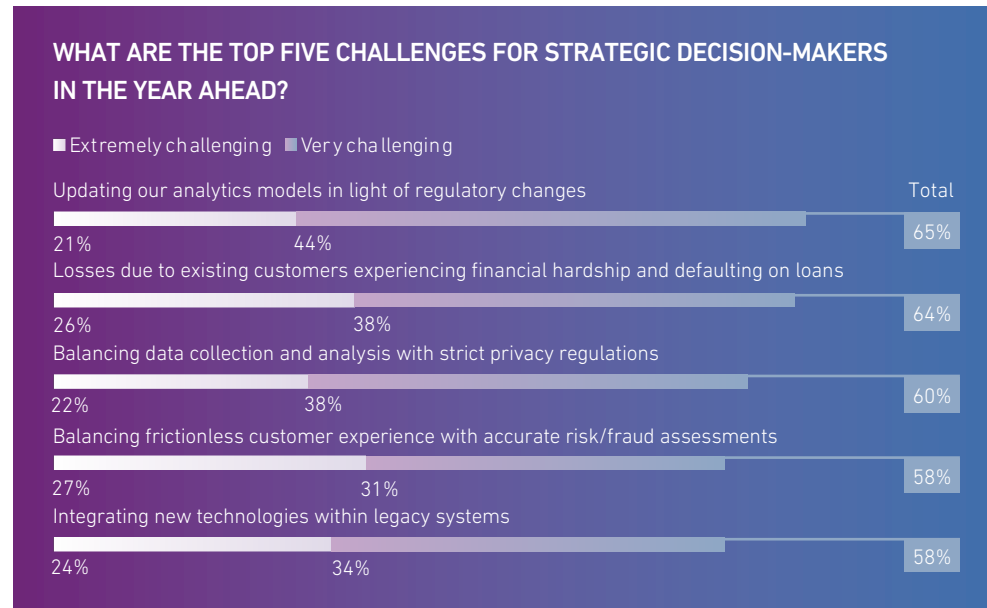 WHAT ARE THE TOP FIVE CHALLENGES FOR STRATEGIC DECISION-MAKERS
IN THE YEAR AHEAD?
Extremely challenging Very challenging
Updating our analytics models in light of regulatory changes Total
21% 44% 65%
Losses due to existing customers experiencing financial hardship and defaulting on loans
26% 38% 64%
Balancing data collection and analysis with strict privacy regulations
22% 38% 60%
Balancing frictionless customer experience with accurate risk/fraud assessments
27% 31% 58%
Integrating new technologies within legacy systems
24% 34% 58%